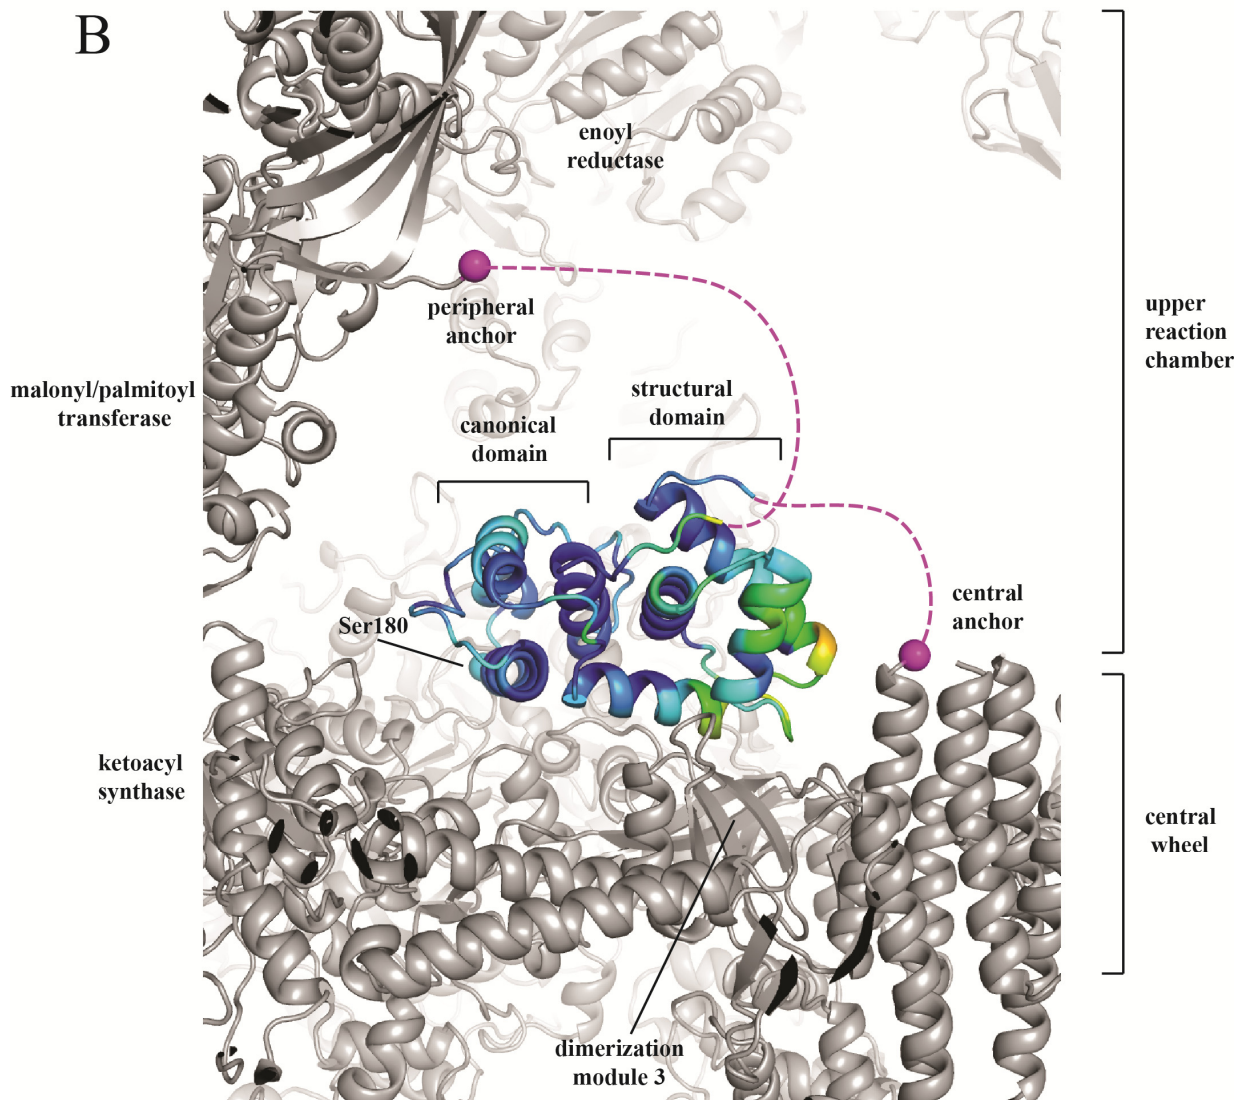 B
enoyl
reductase
peripheral
anchor
upper
reaction
chamber
malonyl/palmitoyl
transferase
structural
domain
canonical
domain
Ser180
central
anchor
ketoacyl
synthase
central
wheel
dimerization
module 3